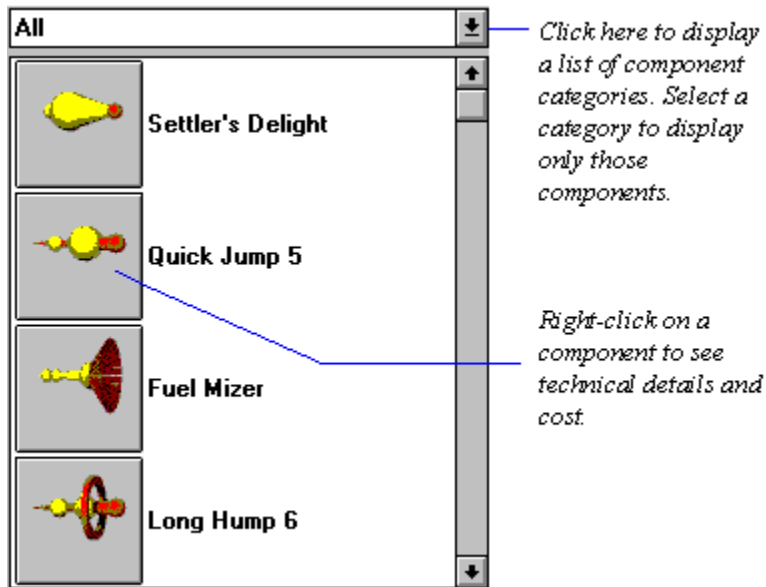 All
Click here to display
a list of component
categories. Select a
category to display
only those
components.
Settler's Delight
Quick Jump 5
Right-click on a
component to see
technical details and
cost.
Fuel Mizer
Long Hump 6